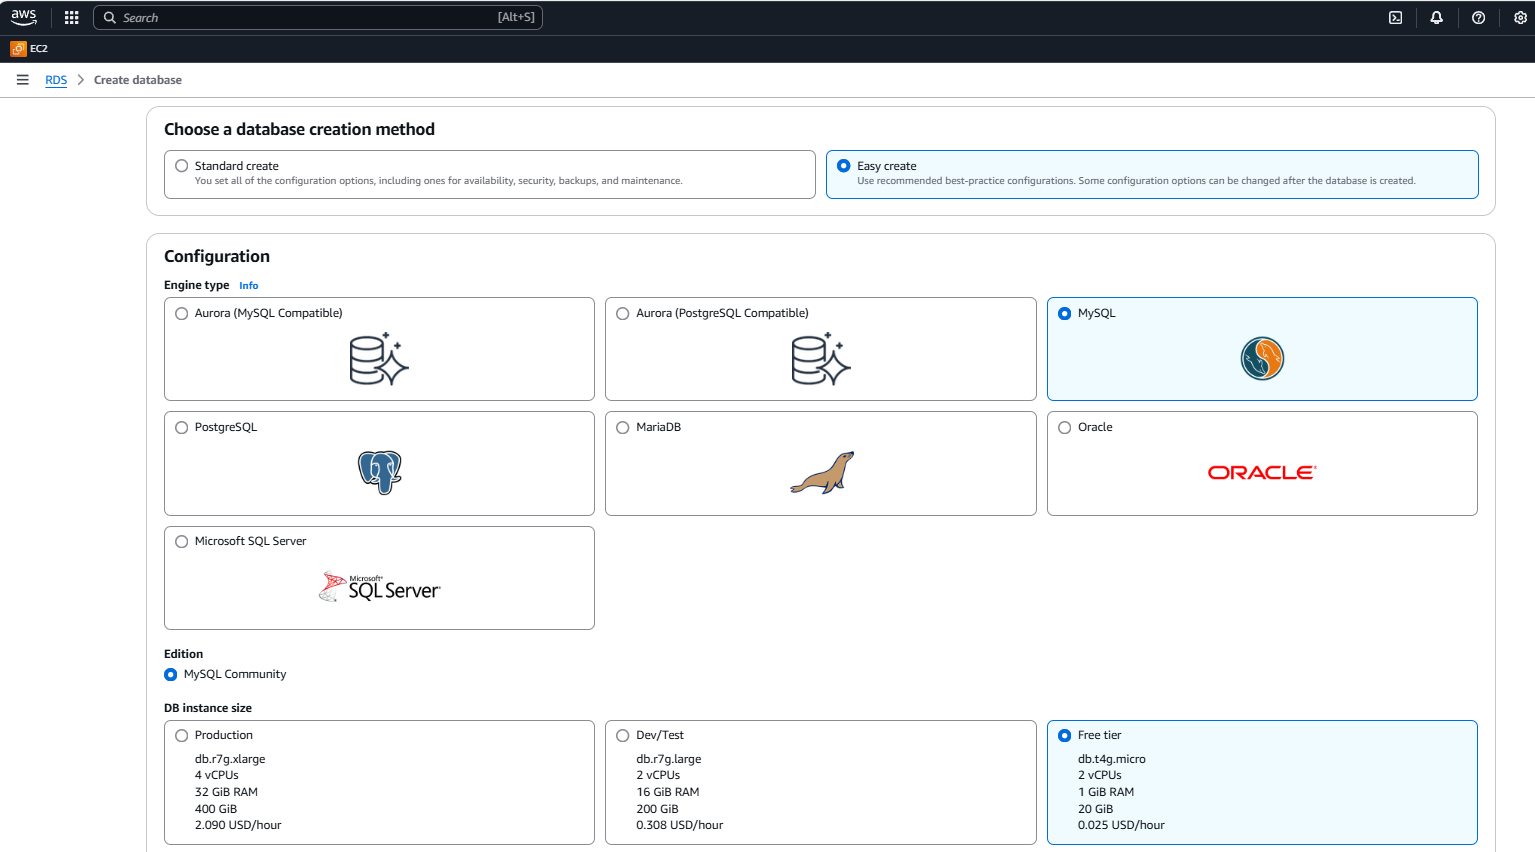 aws
Search [Alt+S]
EC2
RDS Create database
Choose a database creation method
Standard create
You set all of the configuration options, including ones for availability, security, backups, and maintenance.
Easy create
Use recommended best-practice configurations. Some configuration options can be changed after the database is created.
Configuration
Engine type Info
Aurora (MySQL Compatible)
Aurora (PostgreSQL Compatible)
MySQL
PostgreSQL
MariaDB
Oracle
ORACLE
Microsoft SQL Server
Microsoft®
SQL Server
Edition
MySQL Community
DB instance size
Production
db.r7g.xlarge
4 vCPUs
32 GiB RAM
400 GiB
2.090 USD/hour
Dev/Test
db.r7g.large
2 vCPUs
16 GiB RAM
200 GiB
0.308 USD/hour
Free tier
db.t4g.micro
2 vCPUs
1 GiB RAM
20 GiB
0.025 USD/hour